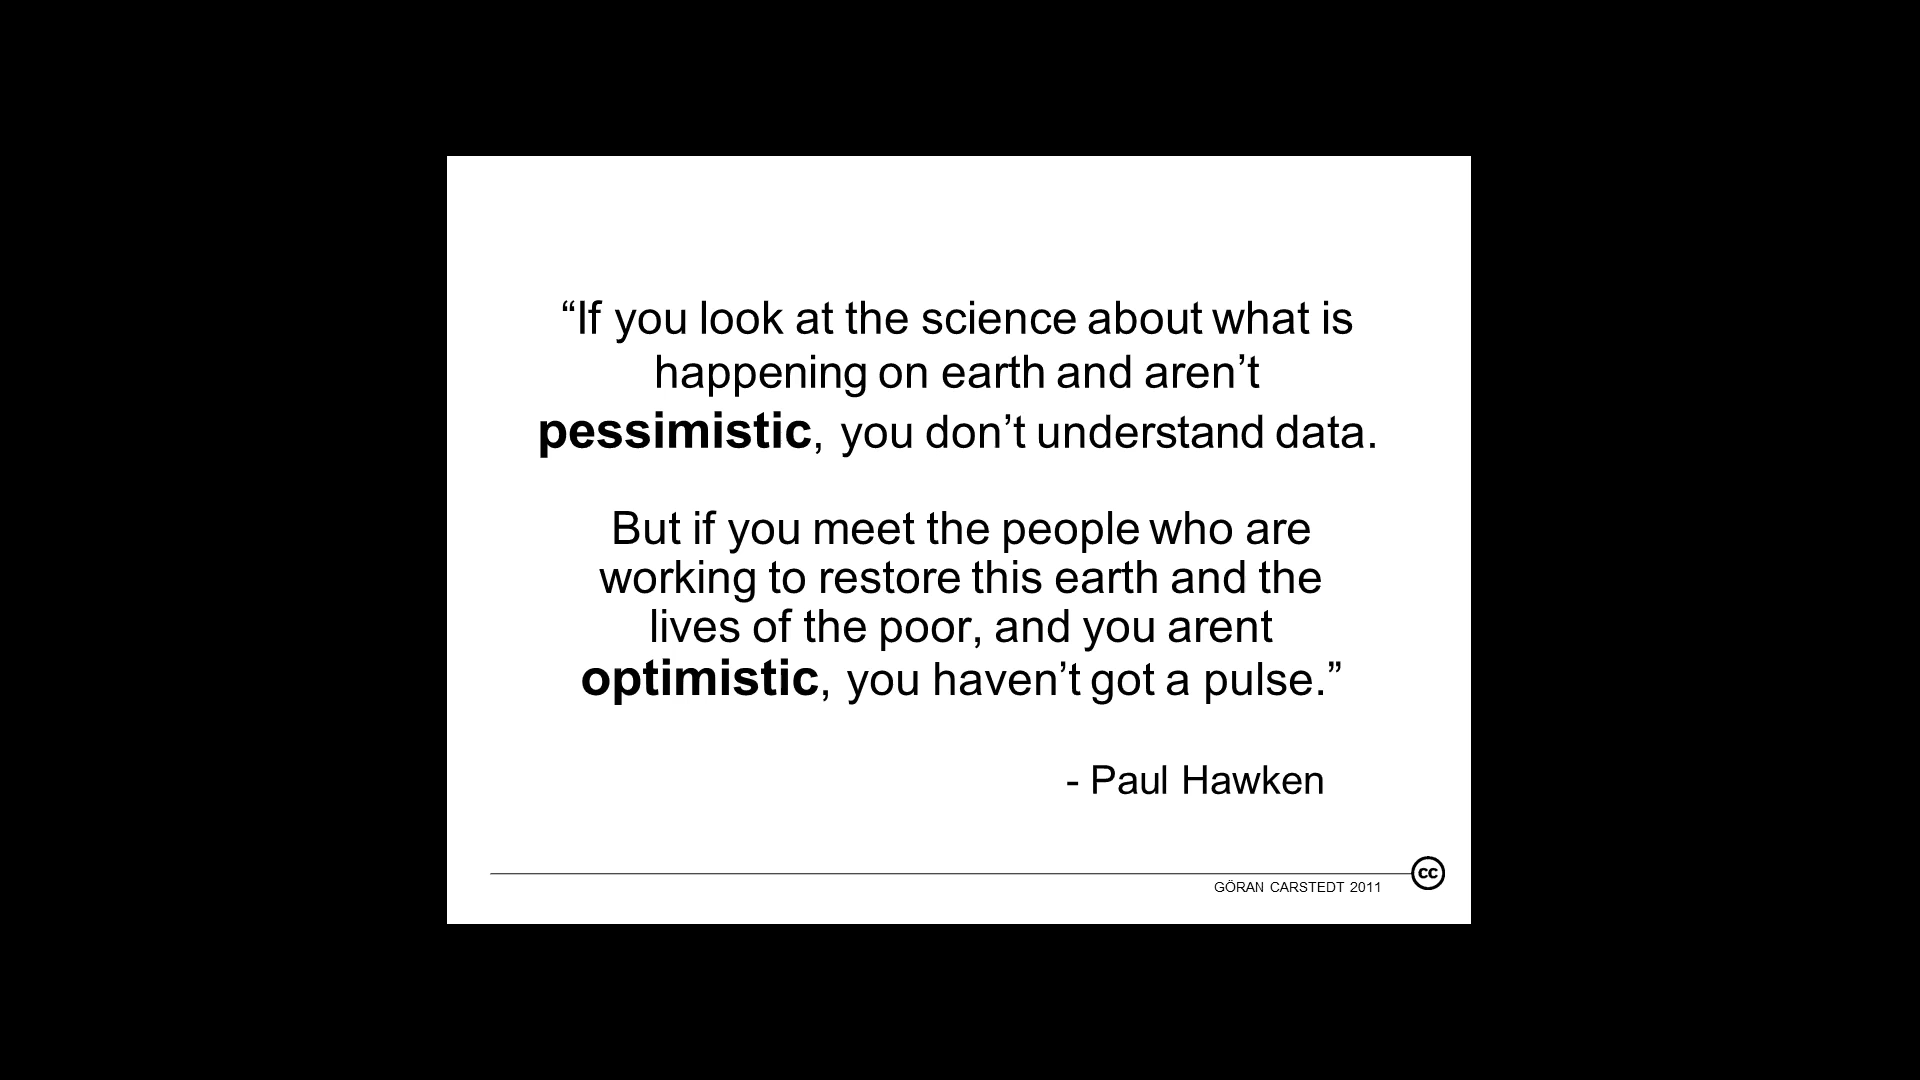 “If you look at the science about what is
happening on earth and aren’t
pessimistic, you don’t understand data.
But if you meet the people who are
working to restore this earth and the
lives of the poor, and you arent
optimistic, you haven’t got a pulse.”
- Paul Hawken
cc
GÖRAN CARSTEDT 2011